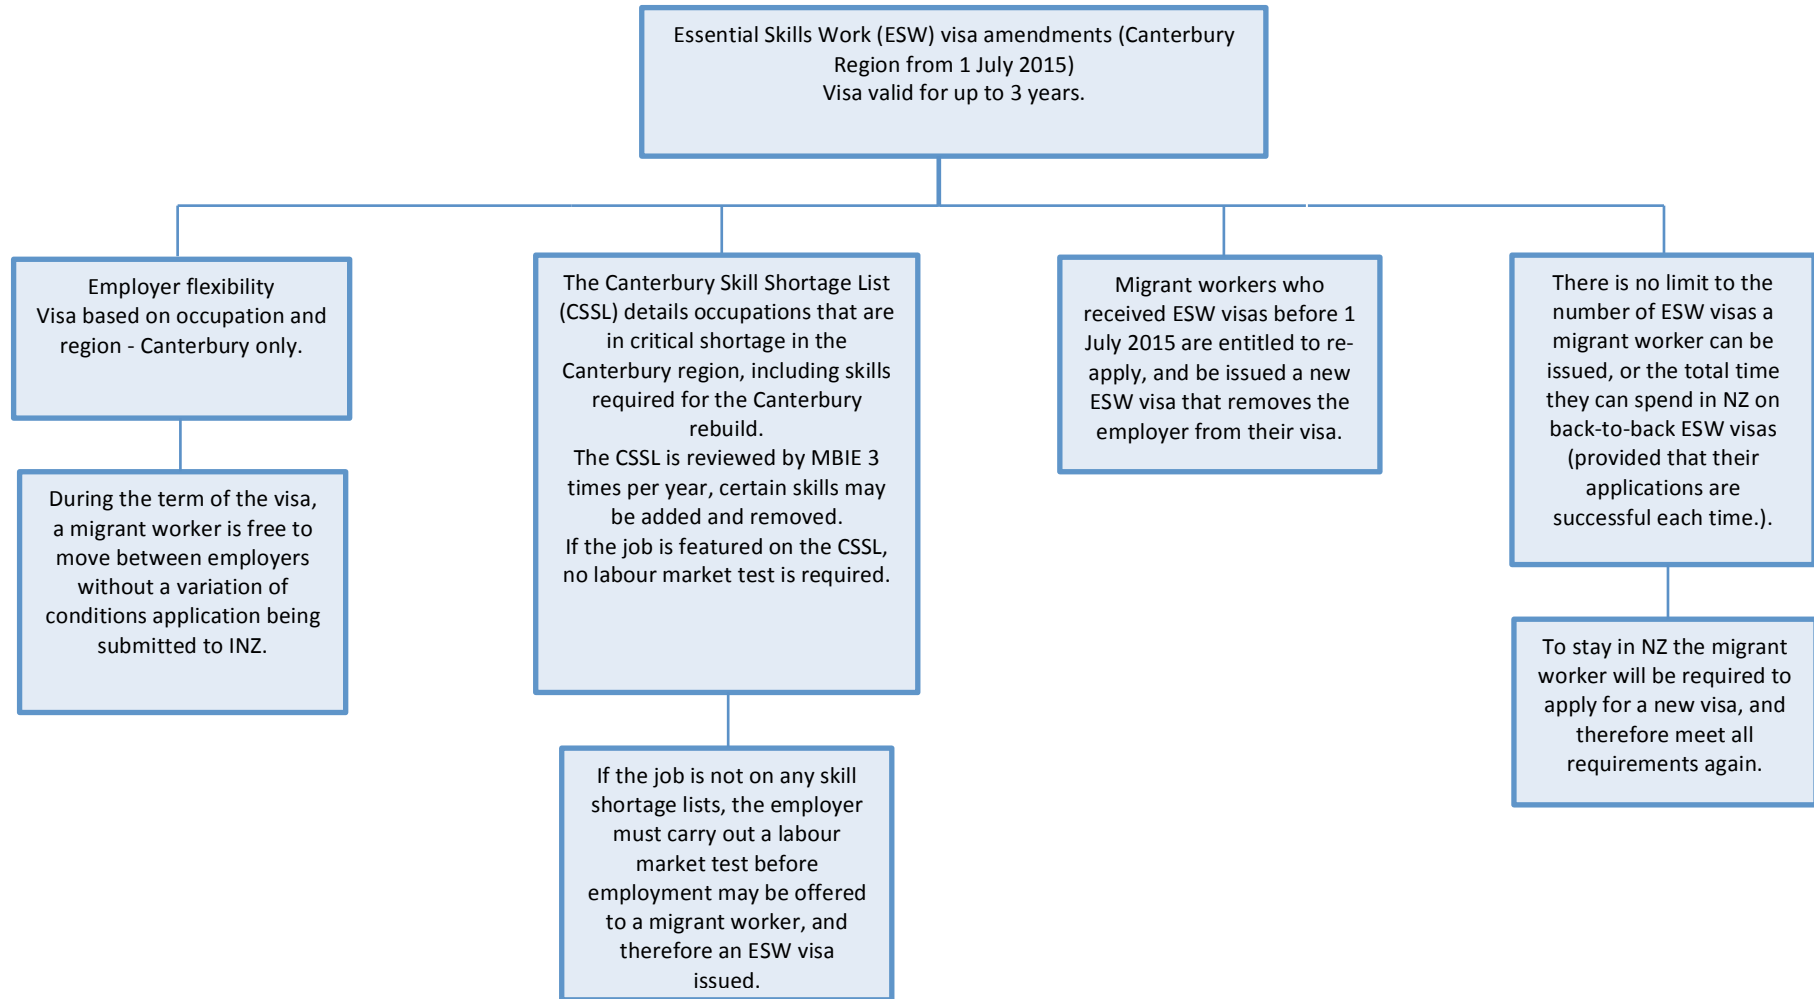 Essential Skills Work (ESW) visa amendments (Canterbury
Region from 1 July 2015)
Visa valid for up to 3 years.
Employer flexibility
Visa based on occupation and
region - Canterbury only.
During the term of the visa,
a migrant worker is free to
move between employers
without a variation of
conditions application being
submitted to INZ.
The Canterbury Skill Shortage List
(CSSL) details occupations that are
in critical shortage in the
Canterbury region, including skills
required for the Canterbury
rebuild.
The CSSL is reviewed by MBIE 3
times per year, certain skills may
be added and removed.
If the job is featured on the CSSL,
no labour market test is required.
If the job is not on any skill
shortage lists, the employer
must carry out a labour
market test before
employment may be offered
to a migrant worker, and
therefore an ESW visa
issued.
Migrant workers who
received ESW visas before 1
July 2015 are entitled to re-
apply, and be issued a new
ESW visa that removes the
employer from their visa.
There is no limit to the
number of ESW visas a
migrant worker can be
issued, or the total time
they can spend in NZ on
back-to-back ESW visas
(provided that their
applications are
successful each time.).
To stay in NZ the migrant
worker will be required to
apply for a new visa, and
therefore meet all
requirements again.